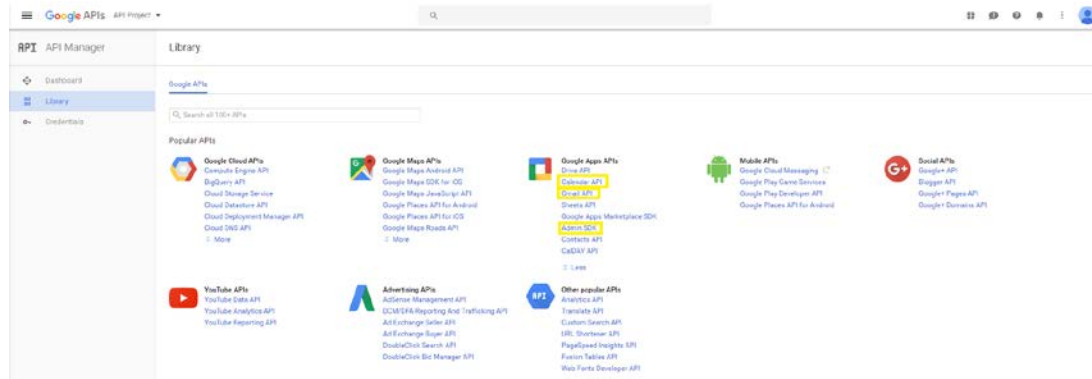 Google APIs API Project
API API Manager
Library
Dashboard
Library
Credentials
Google APIs
Search all 100+ APIs
Popular APIs
Google Cloud APIs
Compute Engine API
BigQuery API
Cloud Storage Service
Cloud Datastore API
Cloud Deployment Manager API
Cloud DNS API
More
Google Maps APIs
Google Maps Android API
Google Maps SDK for iOS
Google Maps JavaScript API
Google Places API for Android
Google Places API for iOS
Google Maps Roads API
More
Google Apps APIs
Drive API
Calendar API
Gmail API
Sheets API
Google Apps Marketplace SDK
Admin SDK
Contacts API
CalDAV API
Less
Mobile APIs
Google Cloud Messaging
Google Play Game Services
Google Play Developer API
Google Places API for Android
Social APIs
Google+ API
Blogger API
Google+ Pages API
Google+ Domains API
YouTube APIs
YouTube Data API
YouTube Analytics API
YouTube Reporting API
Advertising APIs
AdSense Management API
DCM/DFA Reporting And Trafficking API
Ad Exchange Seller API
Ad Exchange Buyer API
DoubleClick Search API
DoubleClick Bid Manager API
API
Other popular APIs
Analytics API
Translate API
Custom Search API
URL Shortener API
PageSpeed Insights API
Fusion Tables API
Web Fonts Developer API